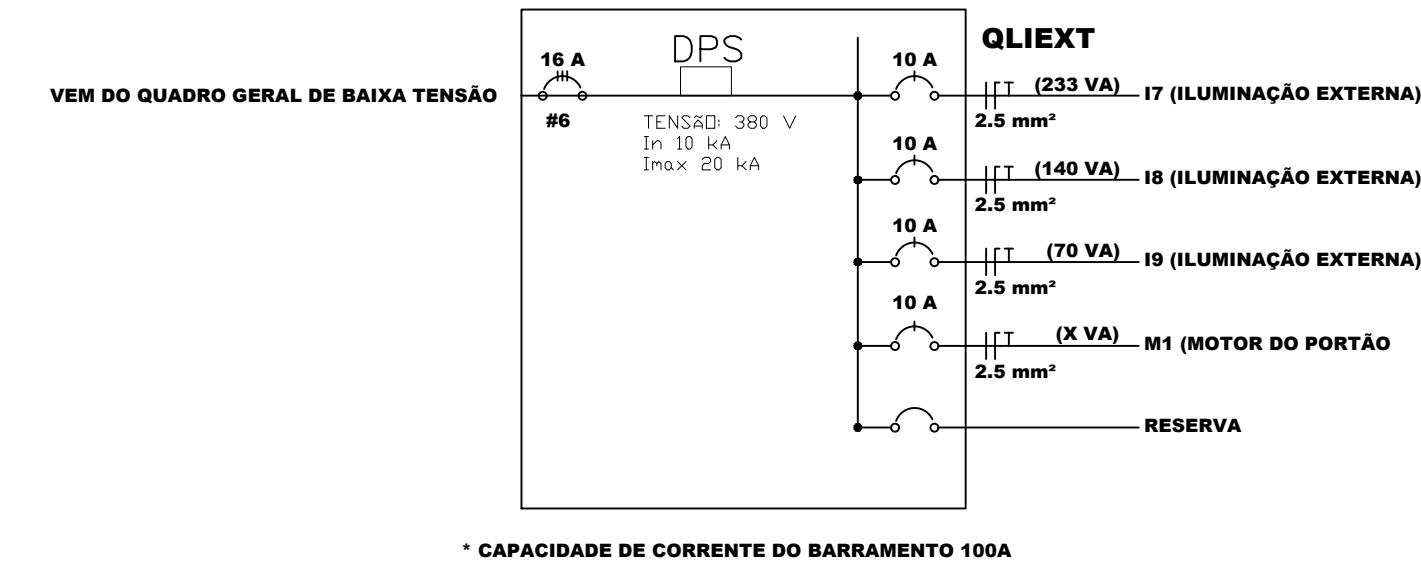 QLIEXT
DPS
16 A
VEM DO QUADRO GERAL DE BAIXA TENSÃO
#6
TENSÃO: 380 V
In 10 kA
Imax 20 kA
10 A
(233 VA)
I7 (ILUMINAÇÃO EXTERNA)
2.5 mm²
10 A
(140 VA)
I8 (ILUMINAÇÃO EXTERNA)
2.5 mm²
10 A
(70 VA)
I9 (ILUMINAÇÃO EXTERNA)
2.5 mm²
10 A
(X VA)
M1 (MOTOR DO PORTÃO
2.5 mm²
RESERVA
* CAPACIDADE DE CORRENTE DO BARRAMENTO 100A